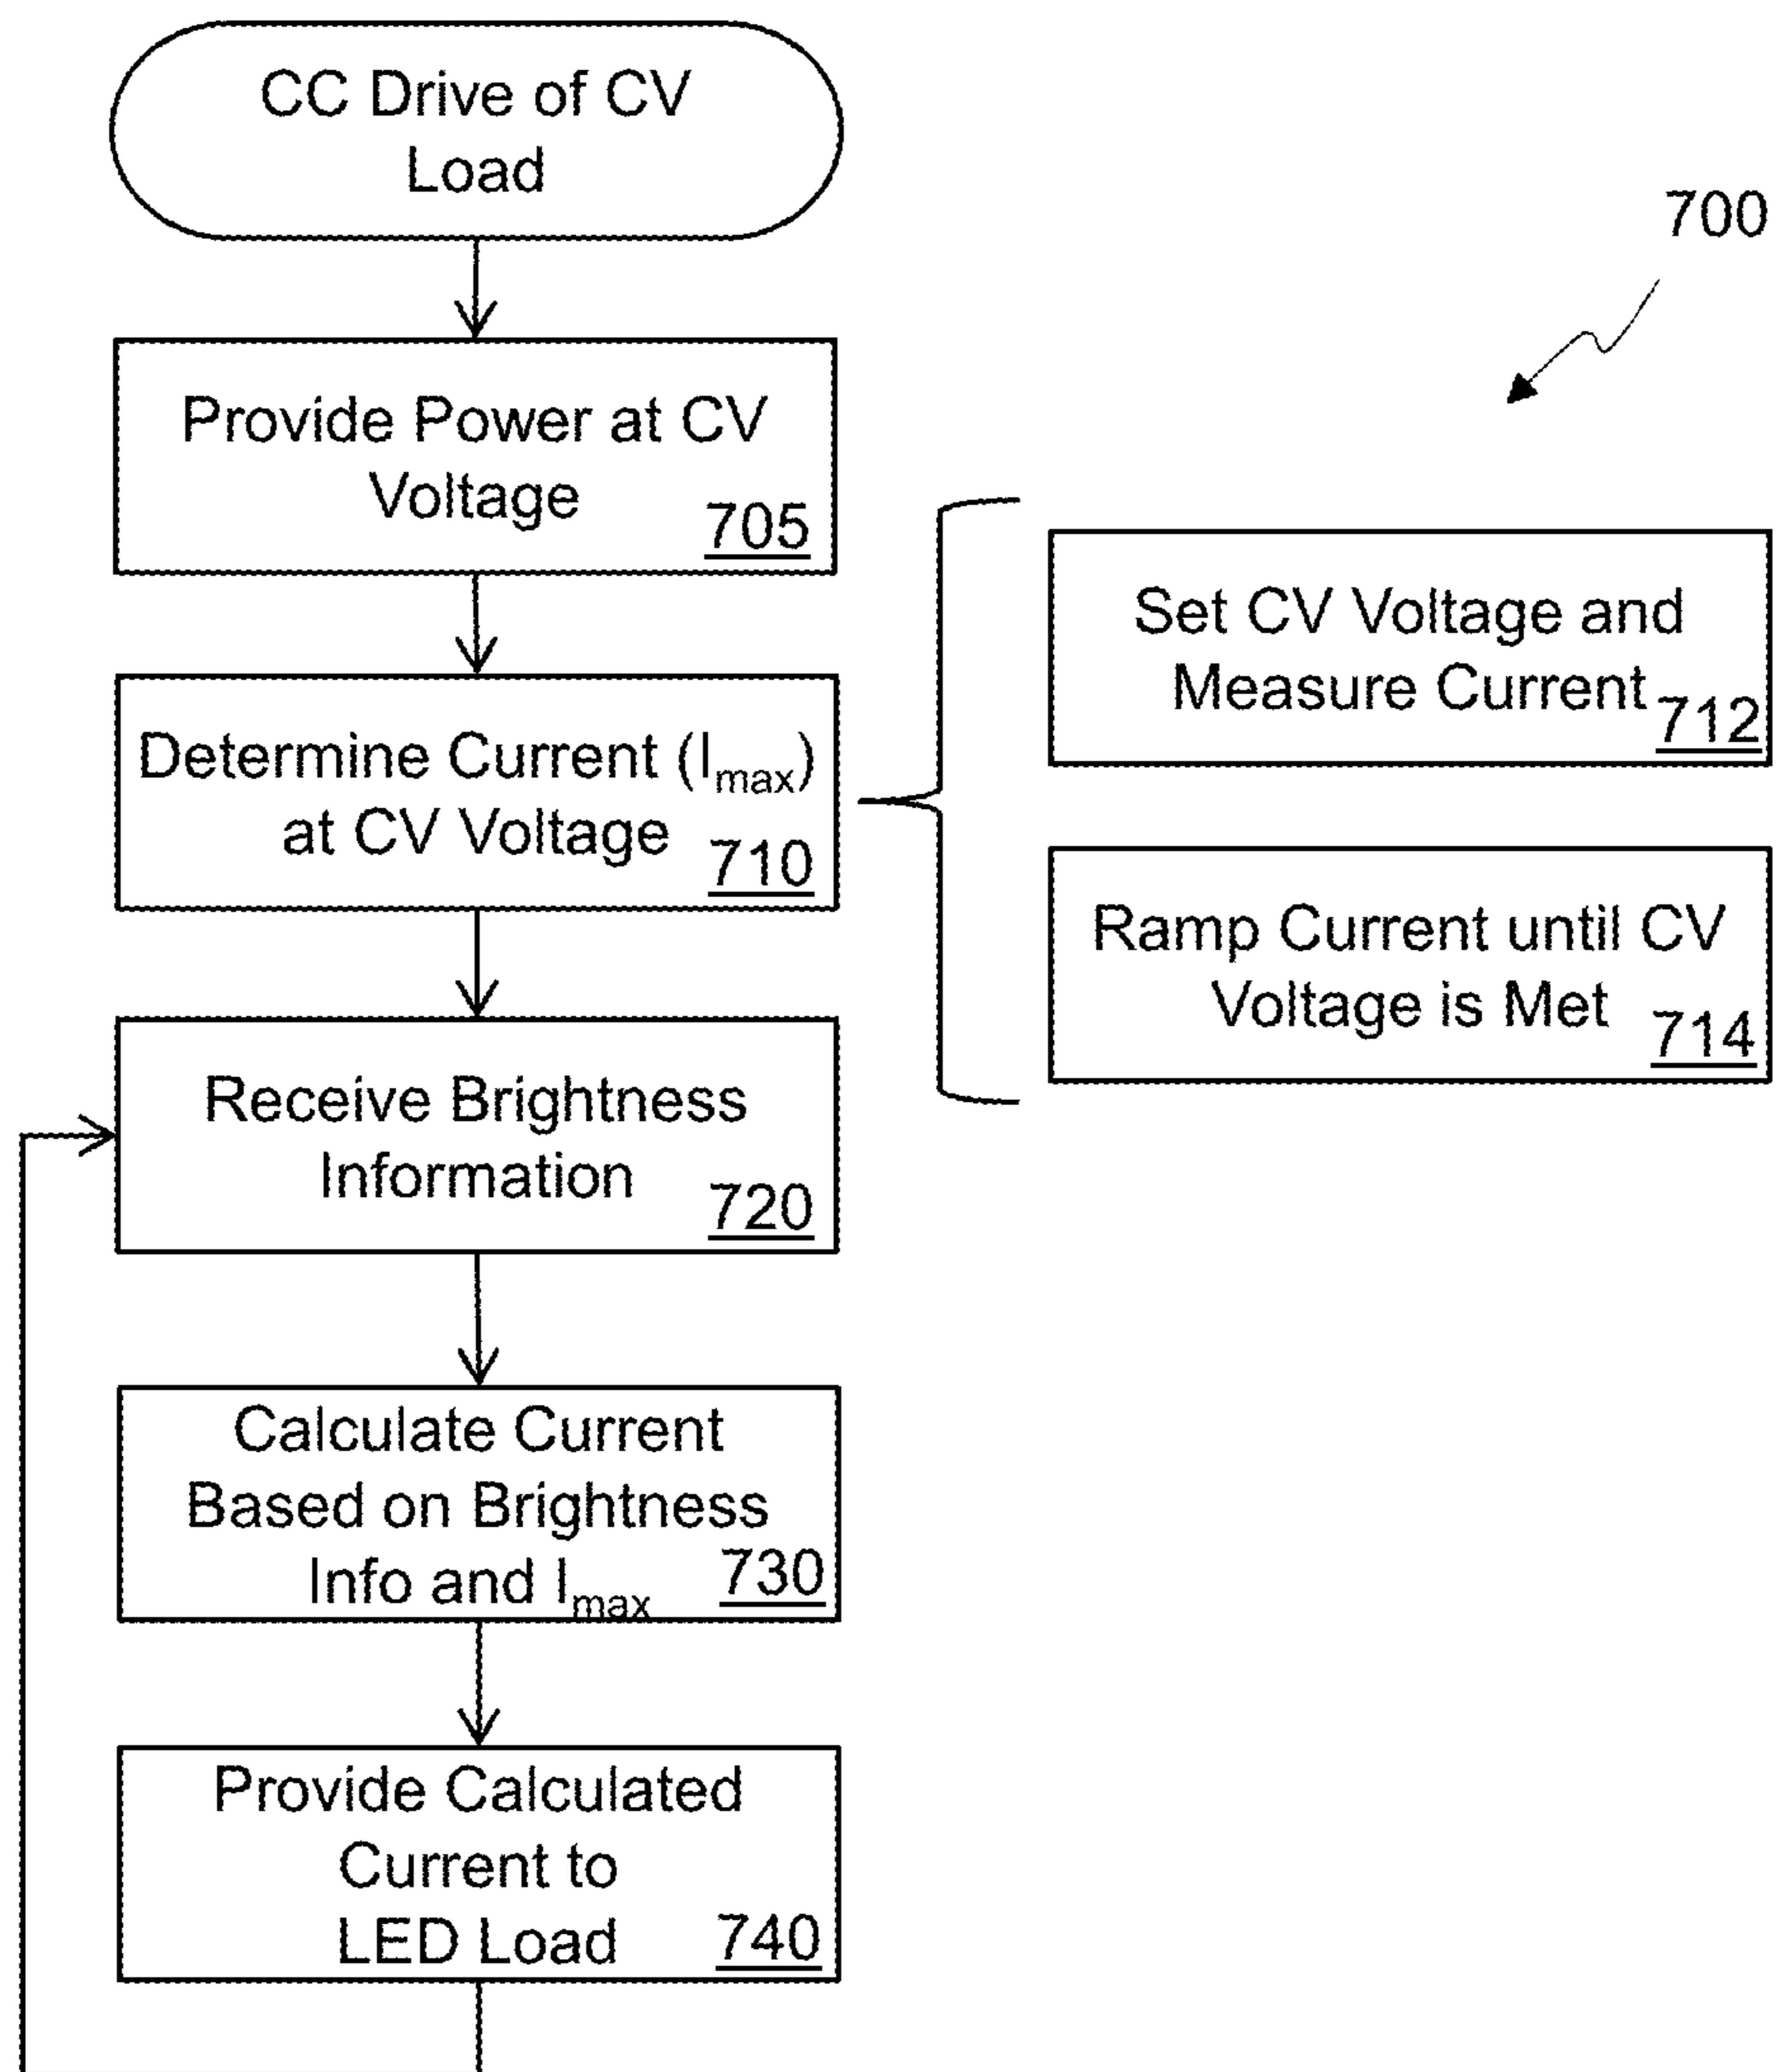 CC Drive of CV
Load
700
Provide Power at CV
Voltage
705
Determine Current (Imax)
at CV Voltage
710
Set CV Voltage and
Measure Current
712
Ramp Current until CV
Voltage is Met
714
Receive Brightness
Information
720
Calculate Current
Based on Brightness
Info and Imax
730
Provide Calculated
Current to
LED Load
740